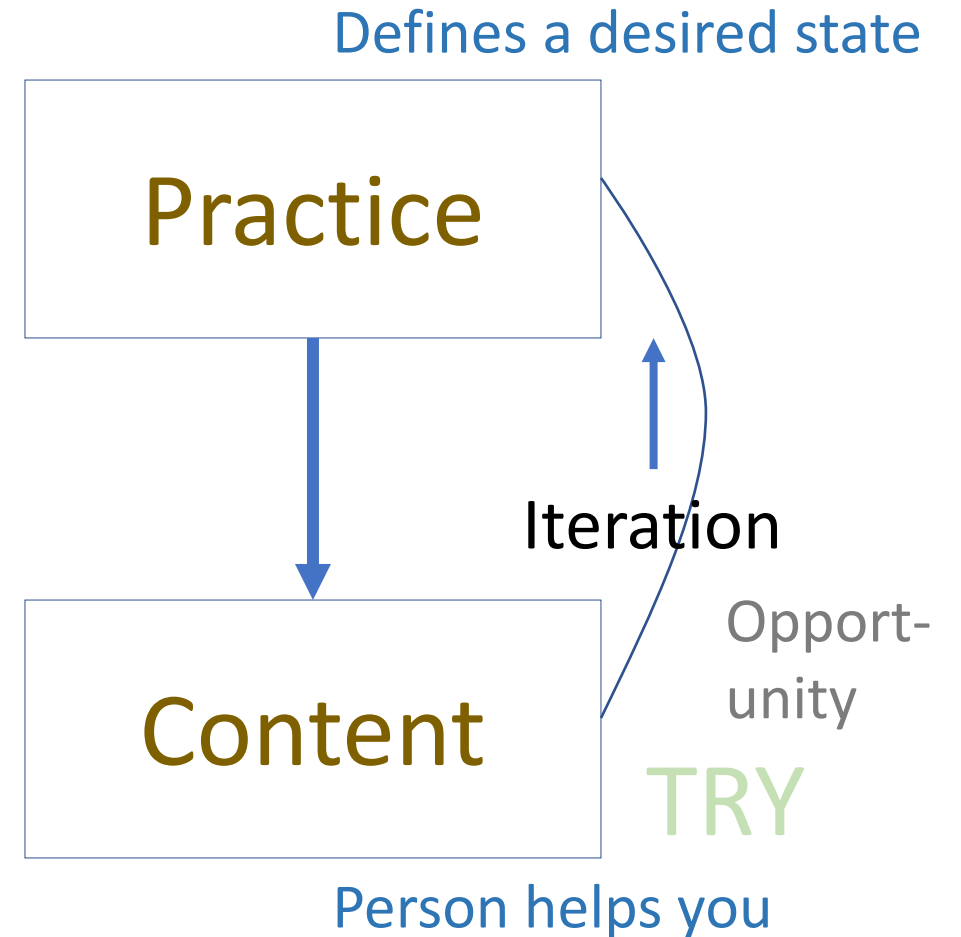 Defines a desired state
Practice
Iteration
Opport-
unity
Content
TRY
Person helps you